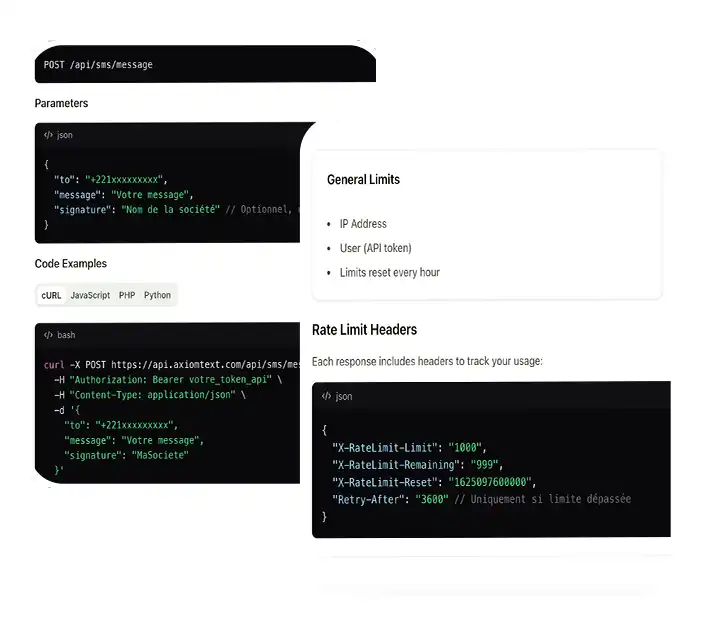 POST /api/sms/message
Parameters
</> json
{
"to": "+221xxxxxxxxx",
"message": "Votre message",
"signature": "Nom de la société" // Optionnel,
}
Code Examples
cURL JavaScript PHP Python
</> bash
curl -X POST https://api.axiomtext.com/api/sms/mes
-H "Authorization: Bearer votre_token_api" \
-H "Content-Type: application/json" \
-d '{
"to": "+221xxxxxxxxx",
"message": "Votre message",
"signature": "MaSociete"
}'
General Limits
• IP Address
• User (API token)
• Limits reset every hour
Rate Limit Headers
Each response includes headers to track your usage:
</> json
{
"X-RateLimit-Limit": "1000",
"X-RateLimit-Remaining": "999",
"X-RateLimit-Reset": "1625097600000",
"Retry-After": "3600" // Uniquement si limite dépassée
}